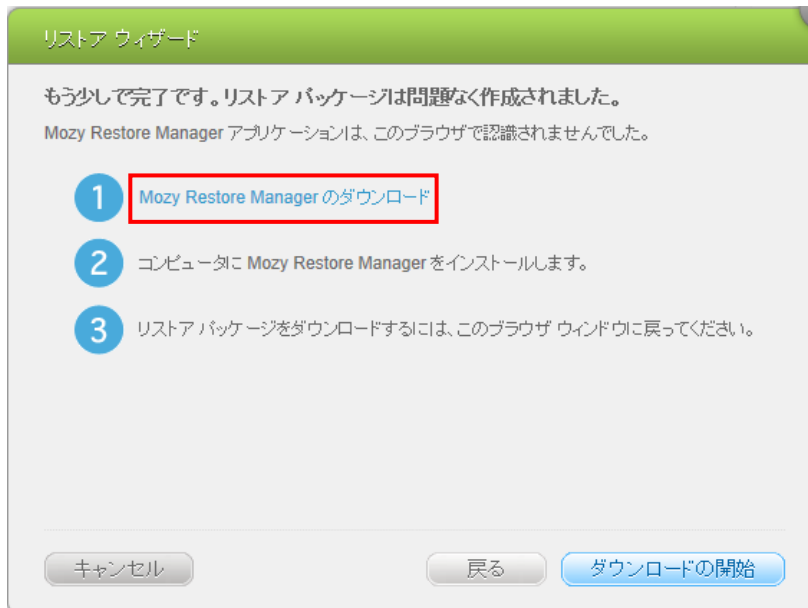 リストア ウィザード
もう少しで完了です。リストア パッケージは問題なく作成されました。
Mozy Restore Manager アプリケーションは、このブラウザで認識されませんでした。
1 Mozy Restore Manager のダウンロード
2 コンピュータに Mozy Restore Manager をインストールします。
3 リストア パッケージをダウンロードするには、このブラウザ ウィンドウに戻ってください。
キャンセル 戻る ダウンロードの開始